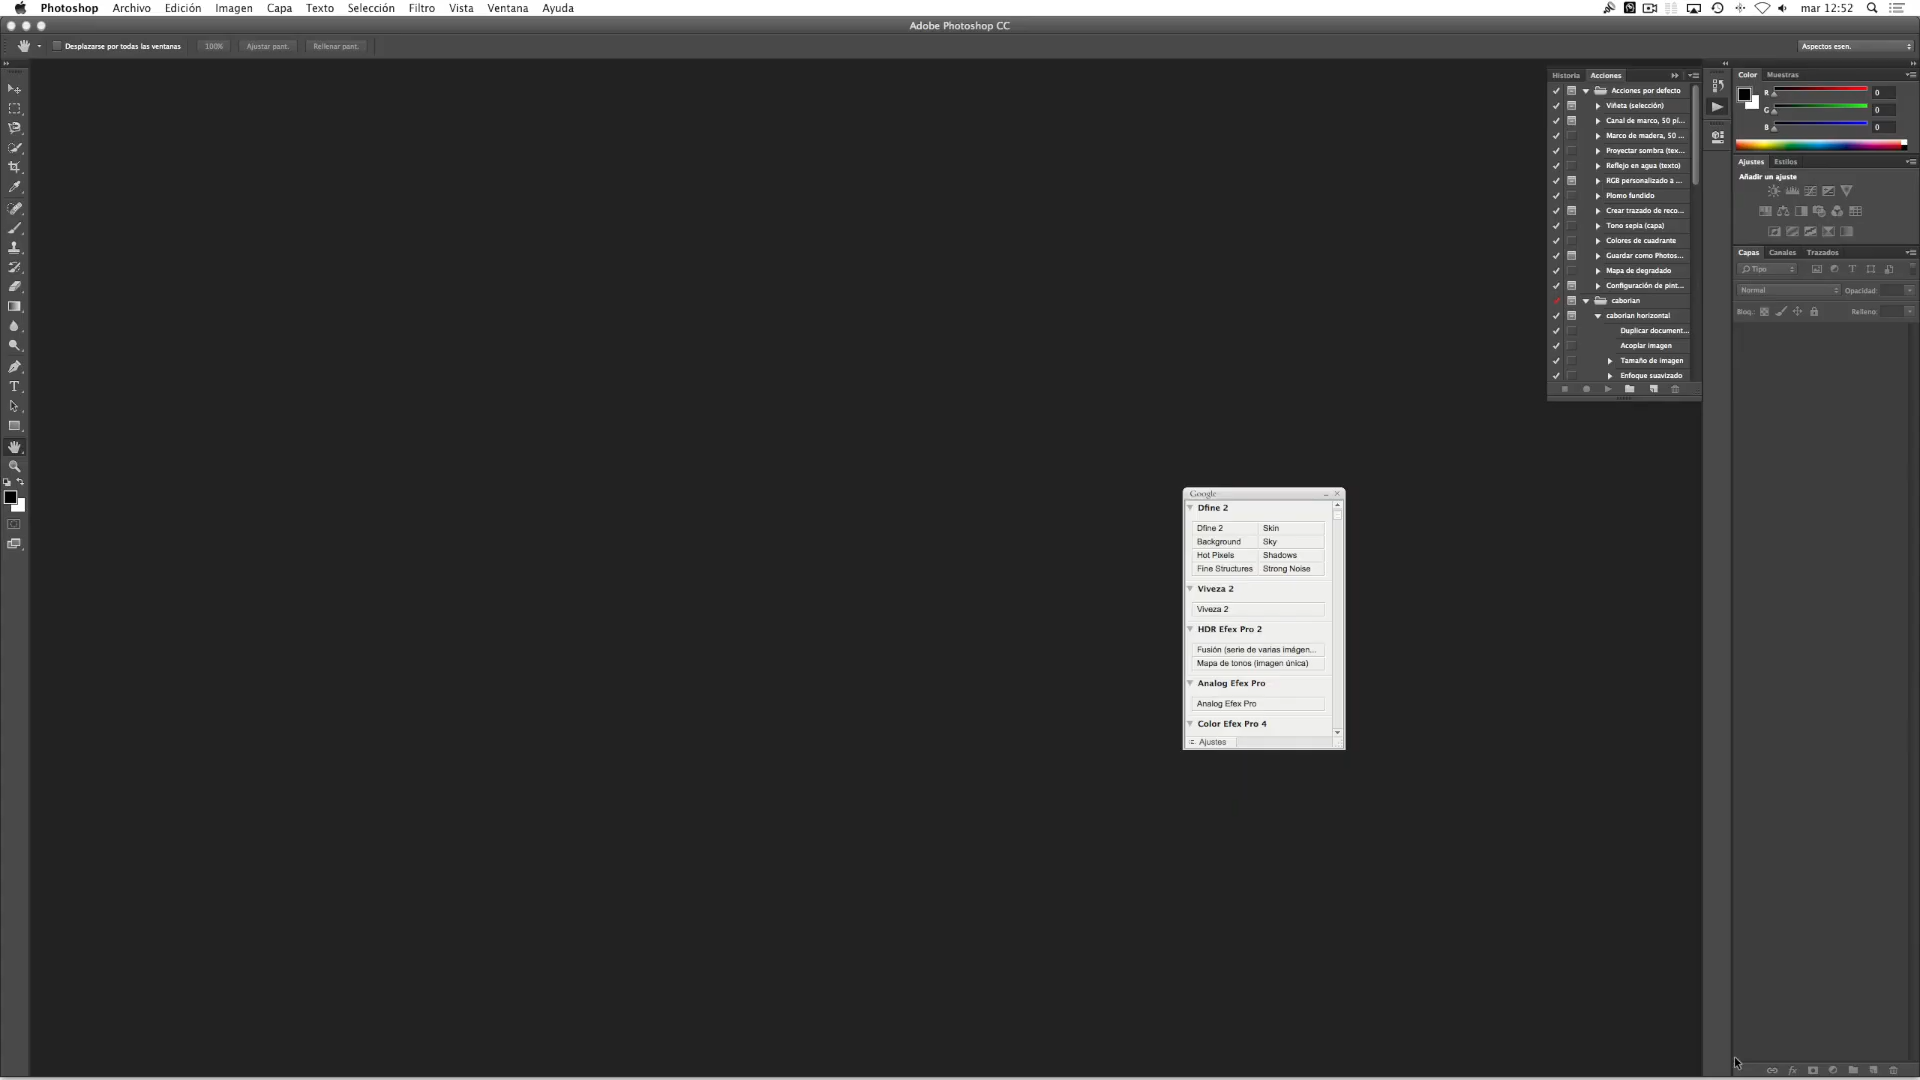 Photoshop Archivo Edición Imagen Capa Texto Selección Filtro Vista Ventana Ayuda mar 12:52
Adobe Photoshop CC
Desplazarse por todas las ventanas 100% Ajustar pant. Rellenar pant. Aspectos esen.
Historia Acciones
Acciones por defecto
Viñeta (selección)
Canal de marco, 50 pí...
Marco de madera, 50 ...
Proyectar sombra (tex...
Reflejo en agua (texto)
RGB personalizado a ...
Plomo fundido
Crear trazado de reco...
Tono sepia (capa)
Colores de cuadrante
Guardar como Photos...
Mapa de degradado
Configuración de pint...
caborian
caborian horizontal
Duplicar document...
Acoplar imagen
Tamaño de imagen
Enfoque suavizado
Color Muestras
R 0
G 0
B 0
Ajustes Estilos
Añadir un ajuste
Capas Canales Trazados
Tipo
Normal Opacidad:
Bloq.: Relleno:
Google
Dfine 2
Dfine 2 Skin
Background Sky
Hot Pixels Shadows
Fine Structures Strong Noise
Viveza 2
Viveza 2
HDR Efex Pro 2
Fusión (serie de varias imágen...
Mapa de tonos (imagen única)
Analog Efex Pro
Analog Efex Pro
Color Efex Pro 4
Ajustes